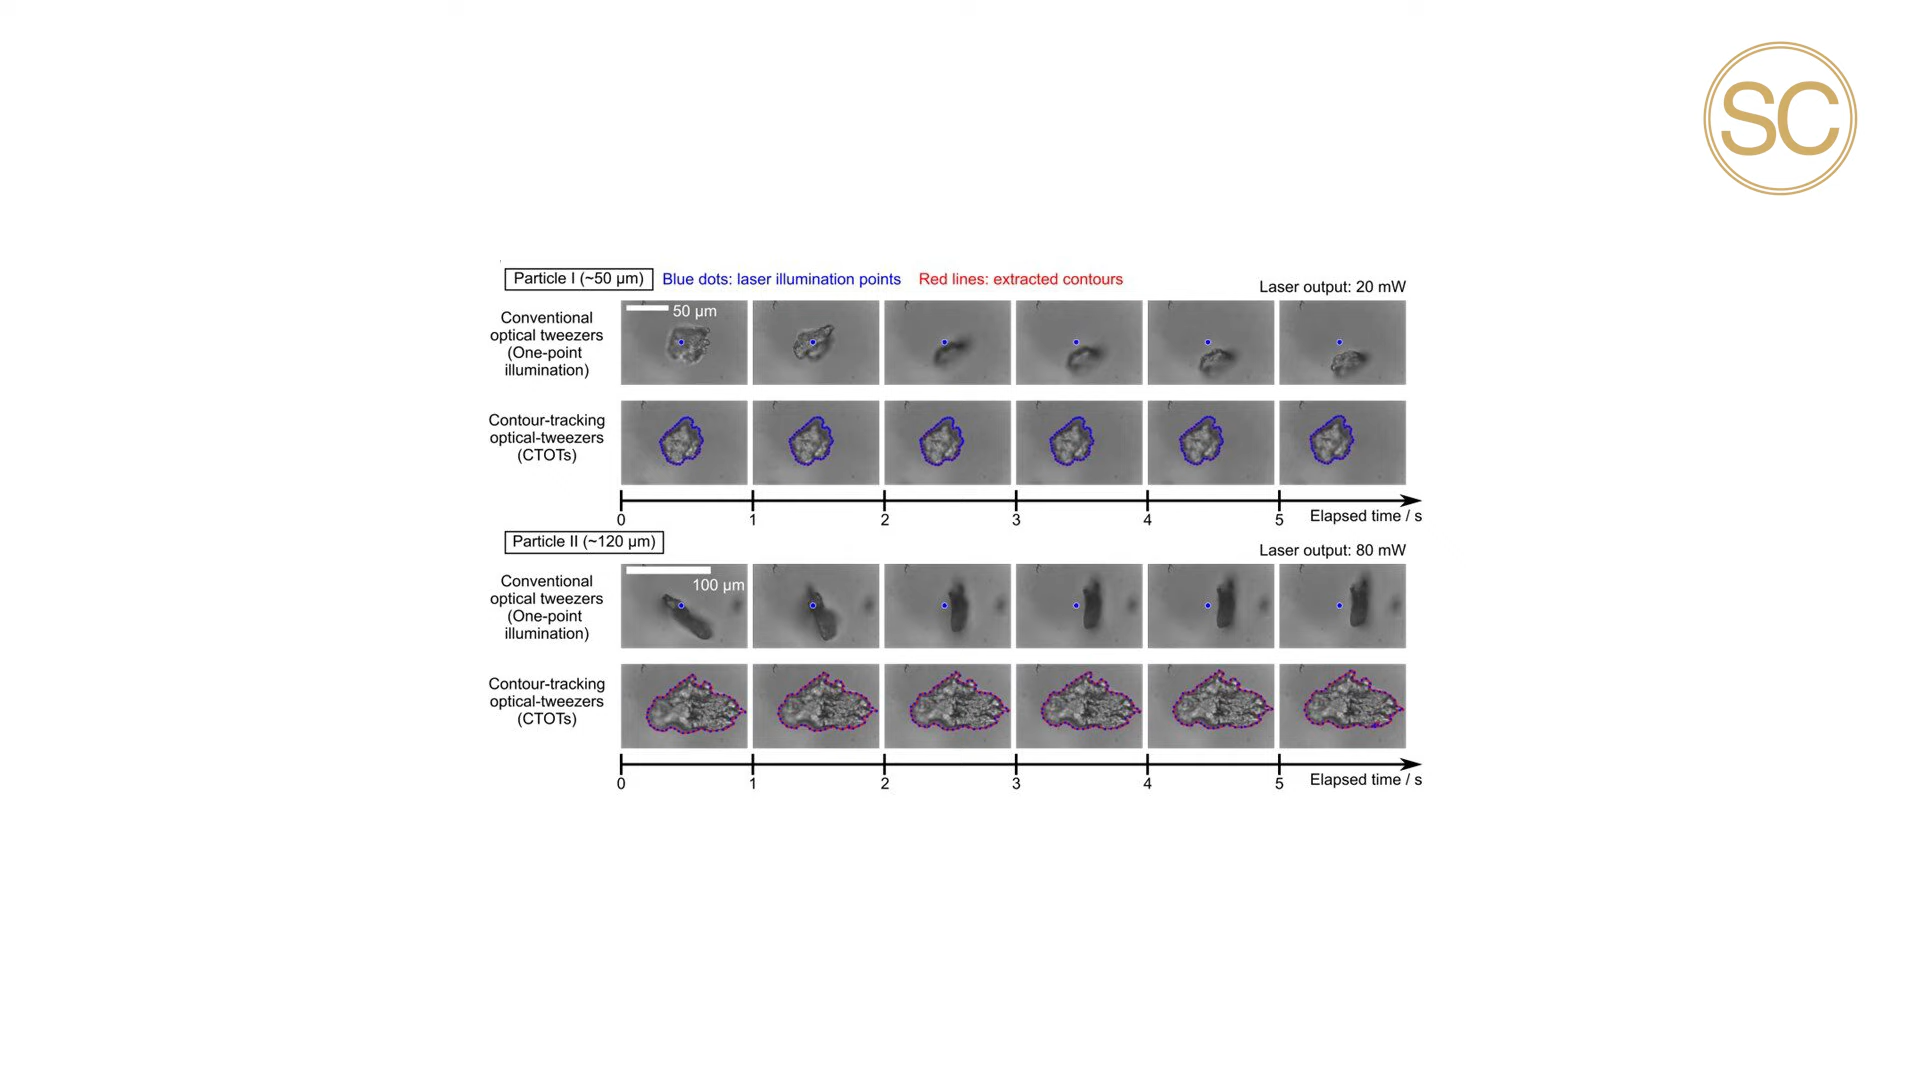 SC
Particle I (~50 µm) Blue dots: laser illumination points Red lines: extracted contours
Laser output: 20 mW
Conventional
optical tweezers
(One-point
illumination)
50 µm
Contour-tracking
optical-tweezers
(CTOTs)
0 1 2 3 4 5 Elapsed time / s
Particle II (~120 µm)
Laser output: 80 mW
Conventional
optical tweezers
(One-point
illumination)
100 µm
Contour-tracking
optical-tweezers
(CTOTs)
0 1 2 3 4 5 Elapsed time / s